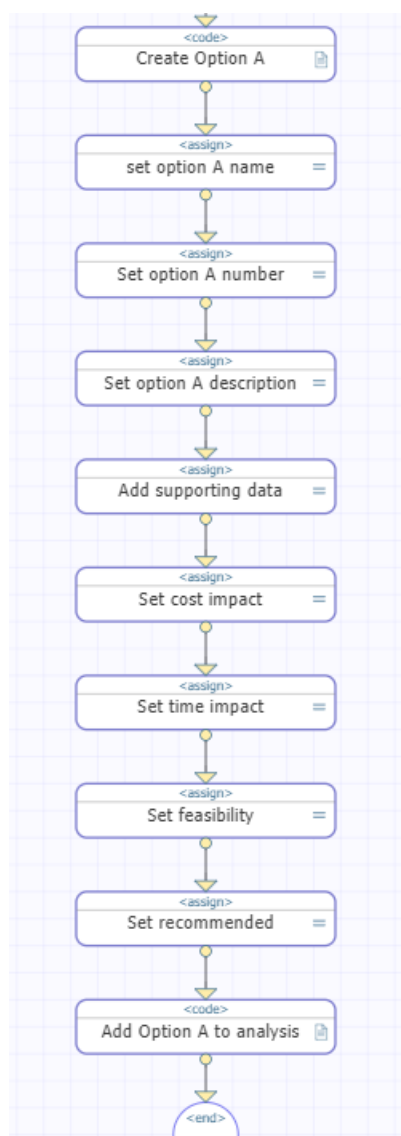 <code>
Create Option A
<assign>
set option A name
<assign>
Set option A number
<assign>
Set option A description
<assign>
Add supporting data
<assign>
Set cost impact
<assign>
Set time impact
<assign>
Set feasibility
<assign>
Set recommended
<code>
Add Option A to analysis
<end>